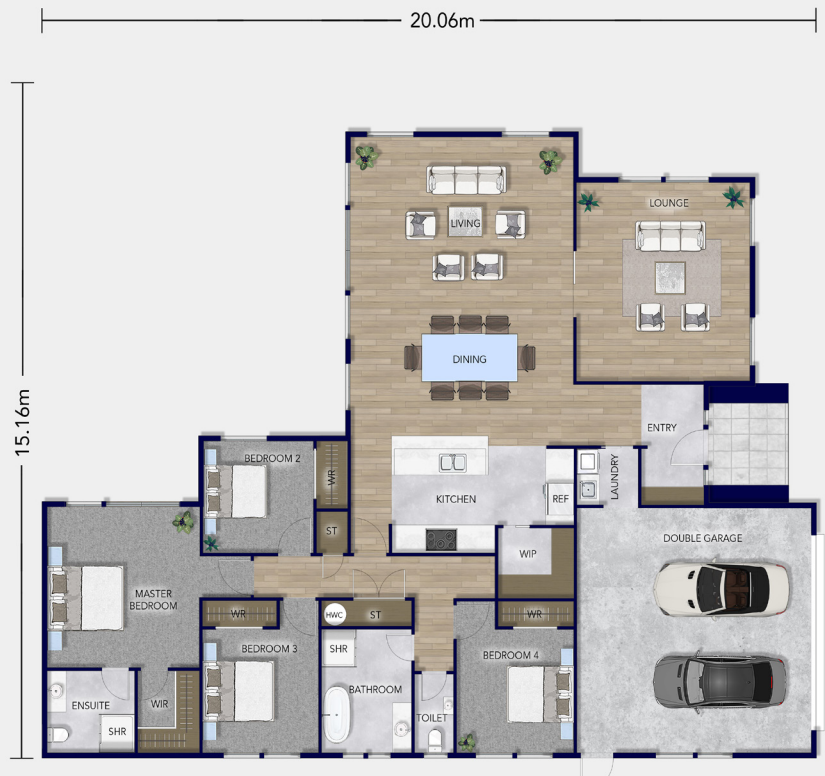 20.06m
15.16m
LIVING
LOUNGE
DINING
ENTRY
BEDROOM 2
WR
KITCHEN
REF
LAUNDRY
ST
WIP
DOUBLE GARAGE
MASTER
BEDROOM
WR
HWC
ST
WR
BEDROOM 3
SHR
BEDROOM 4
BATHROOM
ENSUITE
WIR
SHR
TOILET